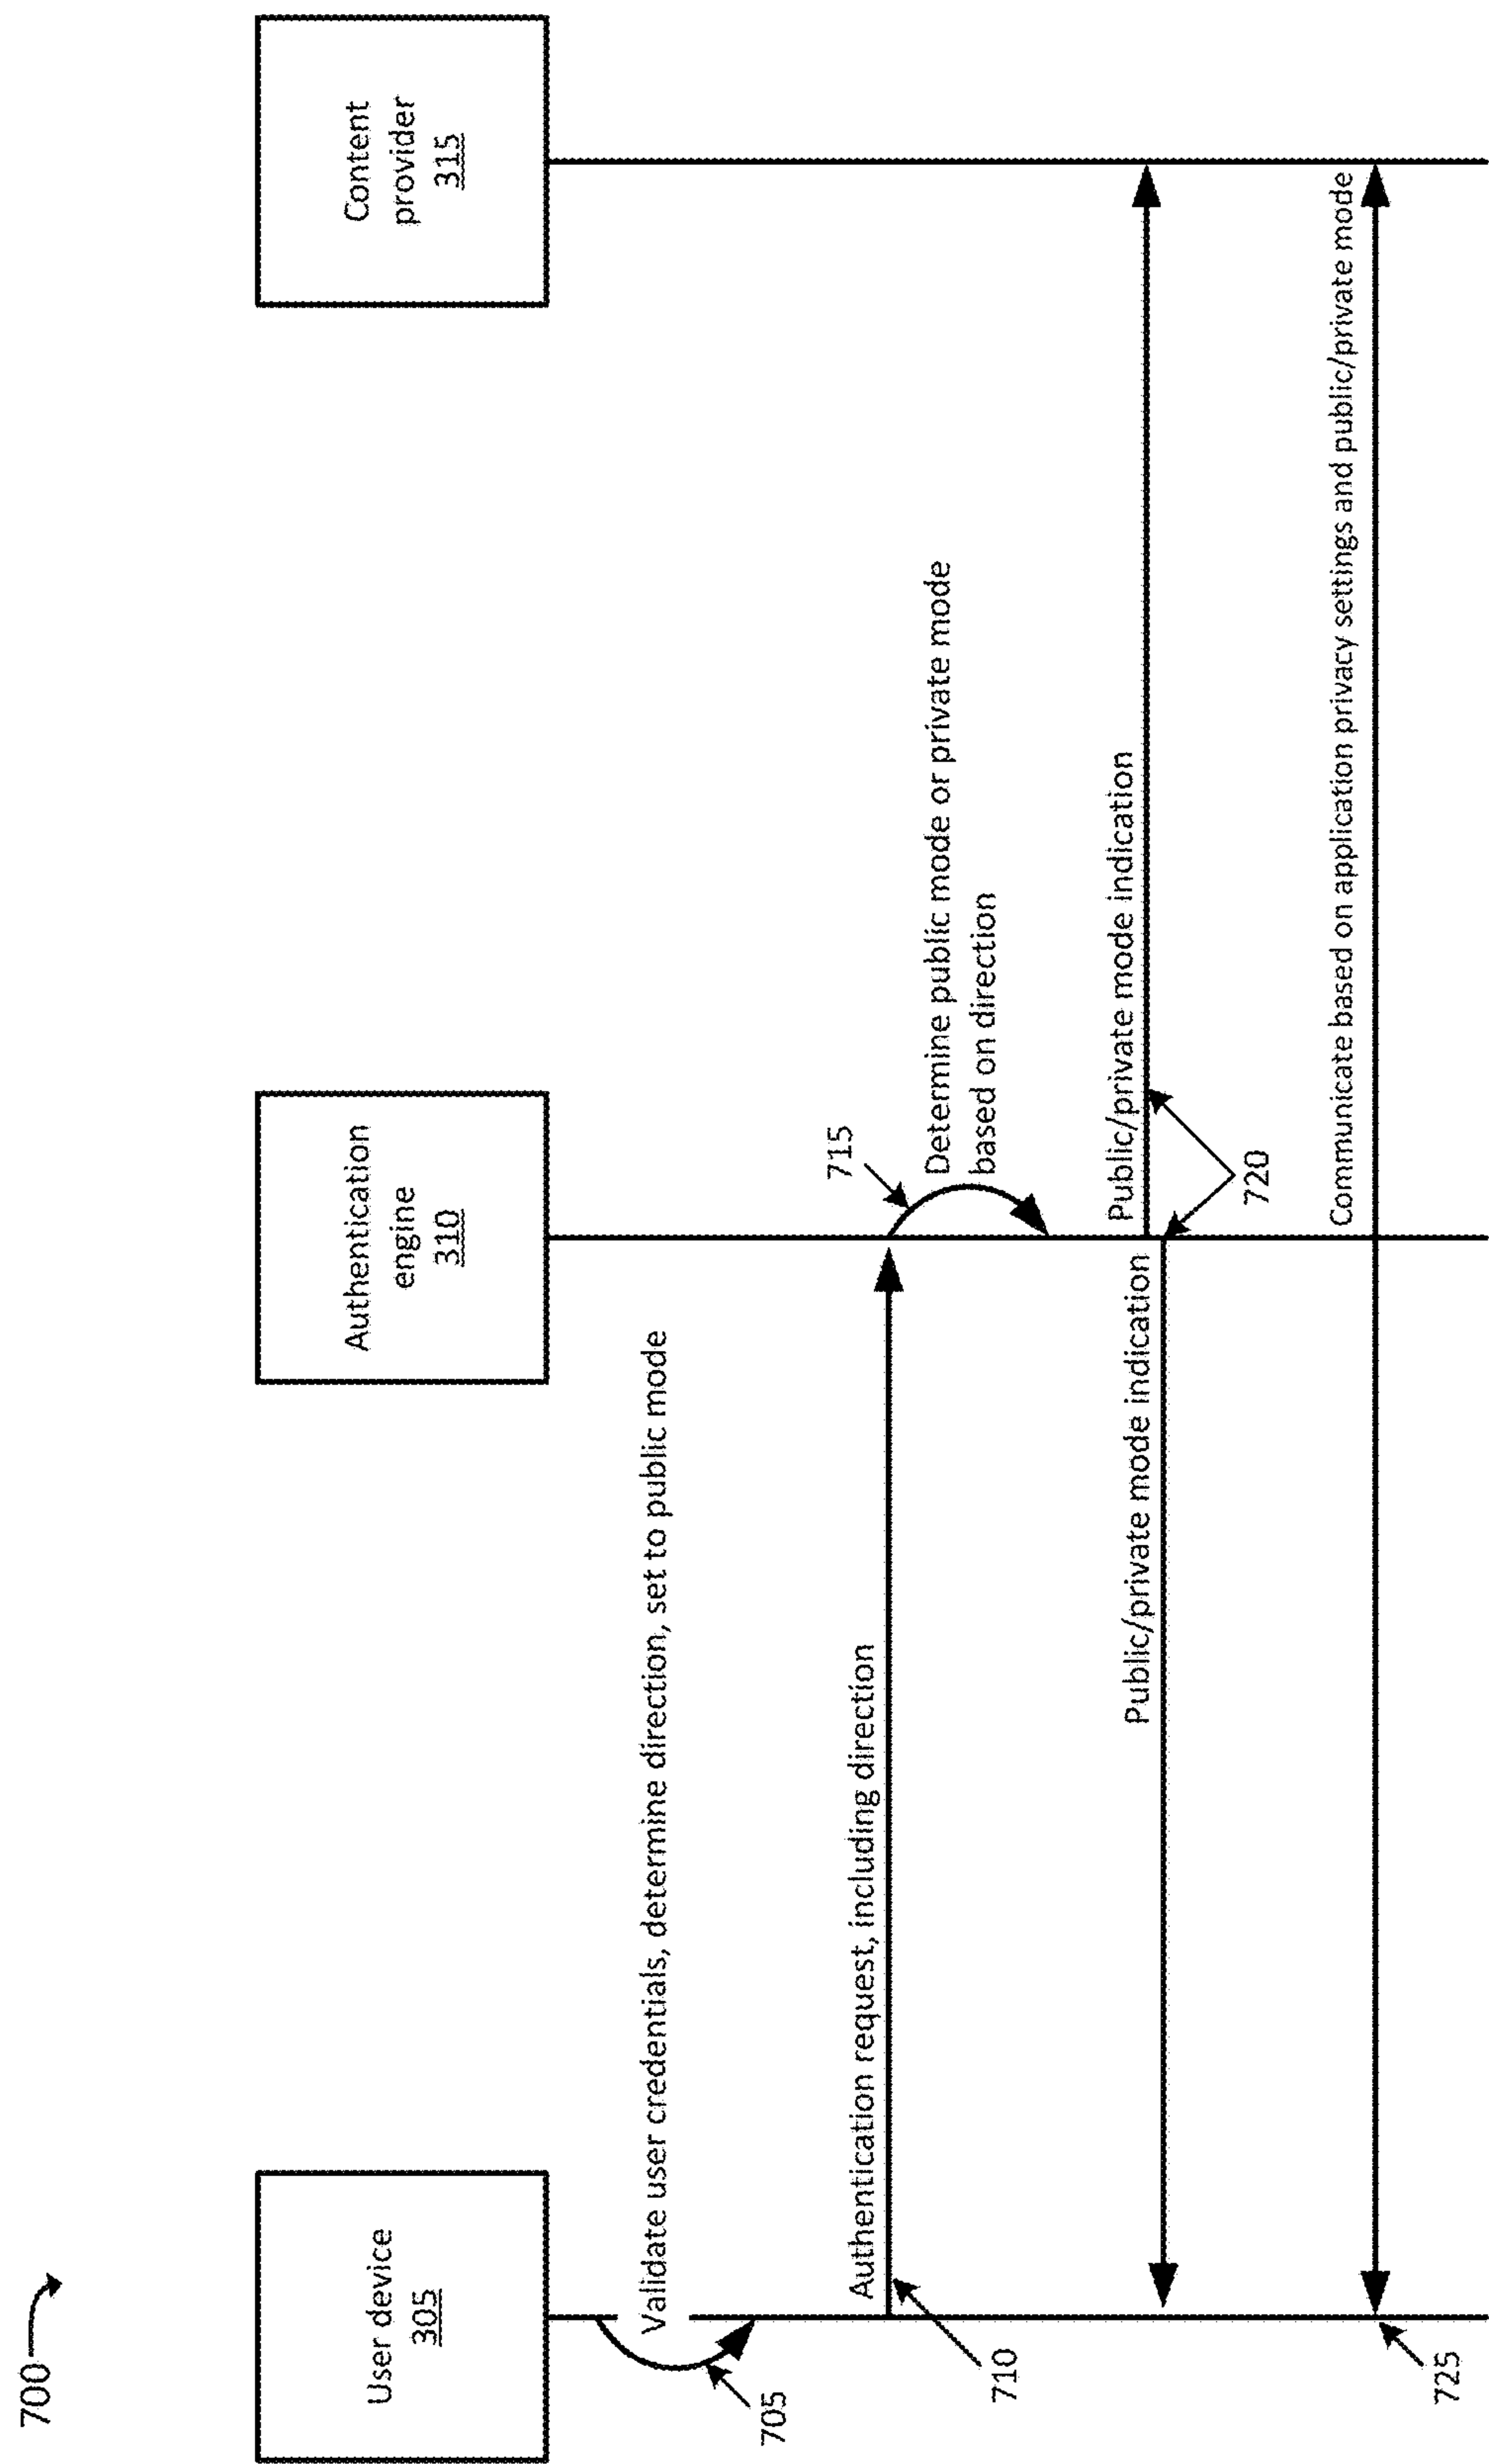 700
User device
305
Authentication
engine
310
Content
provider
315
Validate user credentials, determine direction, set to public mode
705
Authentication request, including direction
710
715
Determine public mode or private mode
based on direction
Public/private mode indication
Public/private mode indication
720
Communicate based on application privacy settings and public/private mode
725